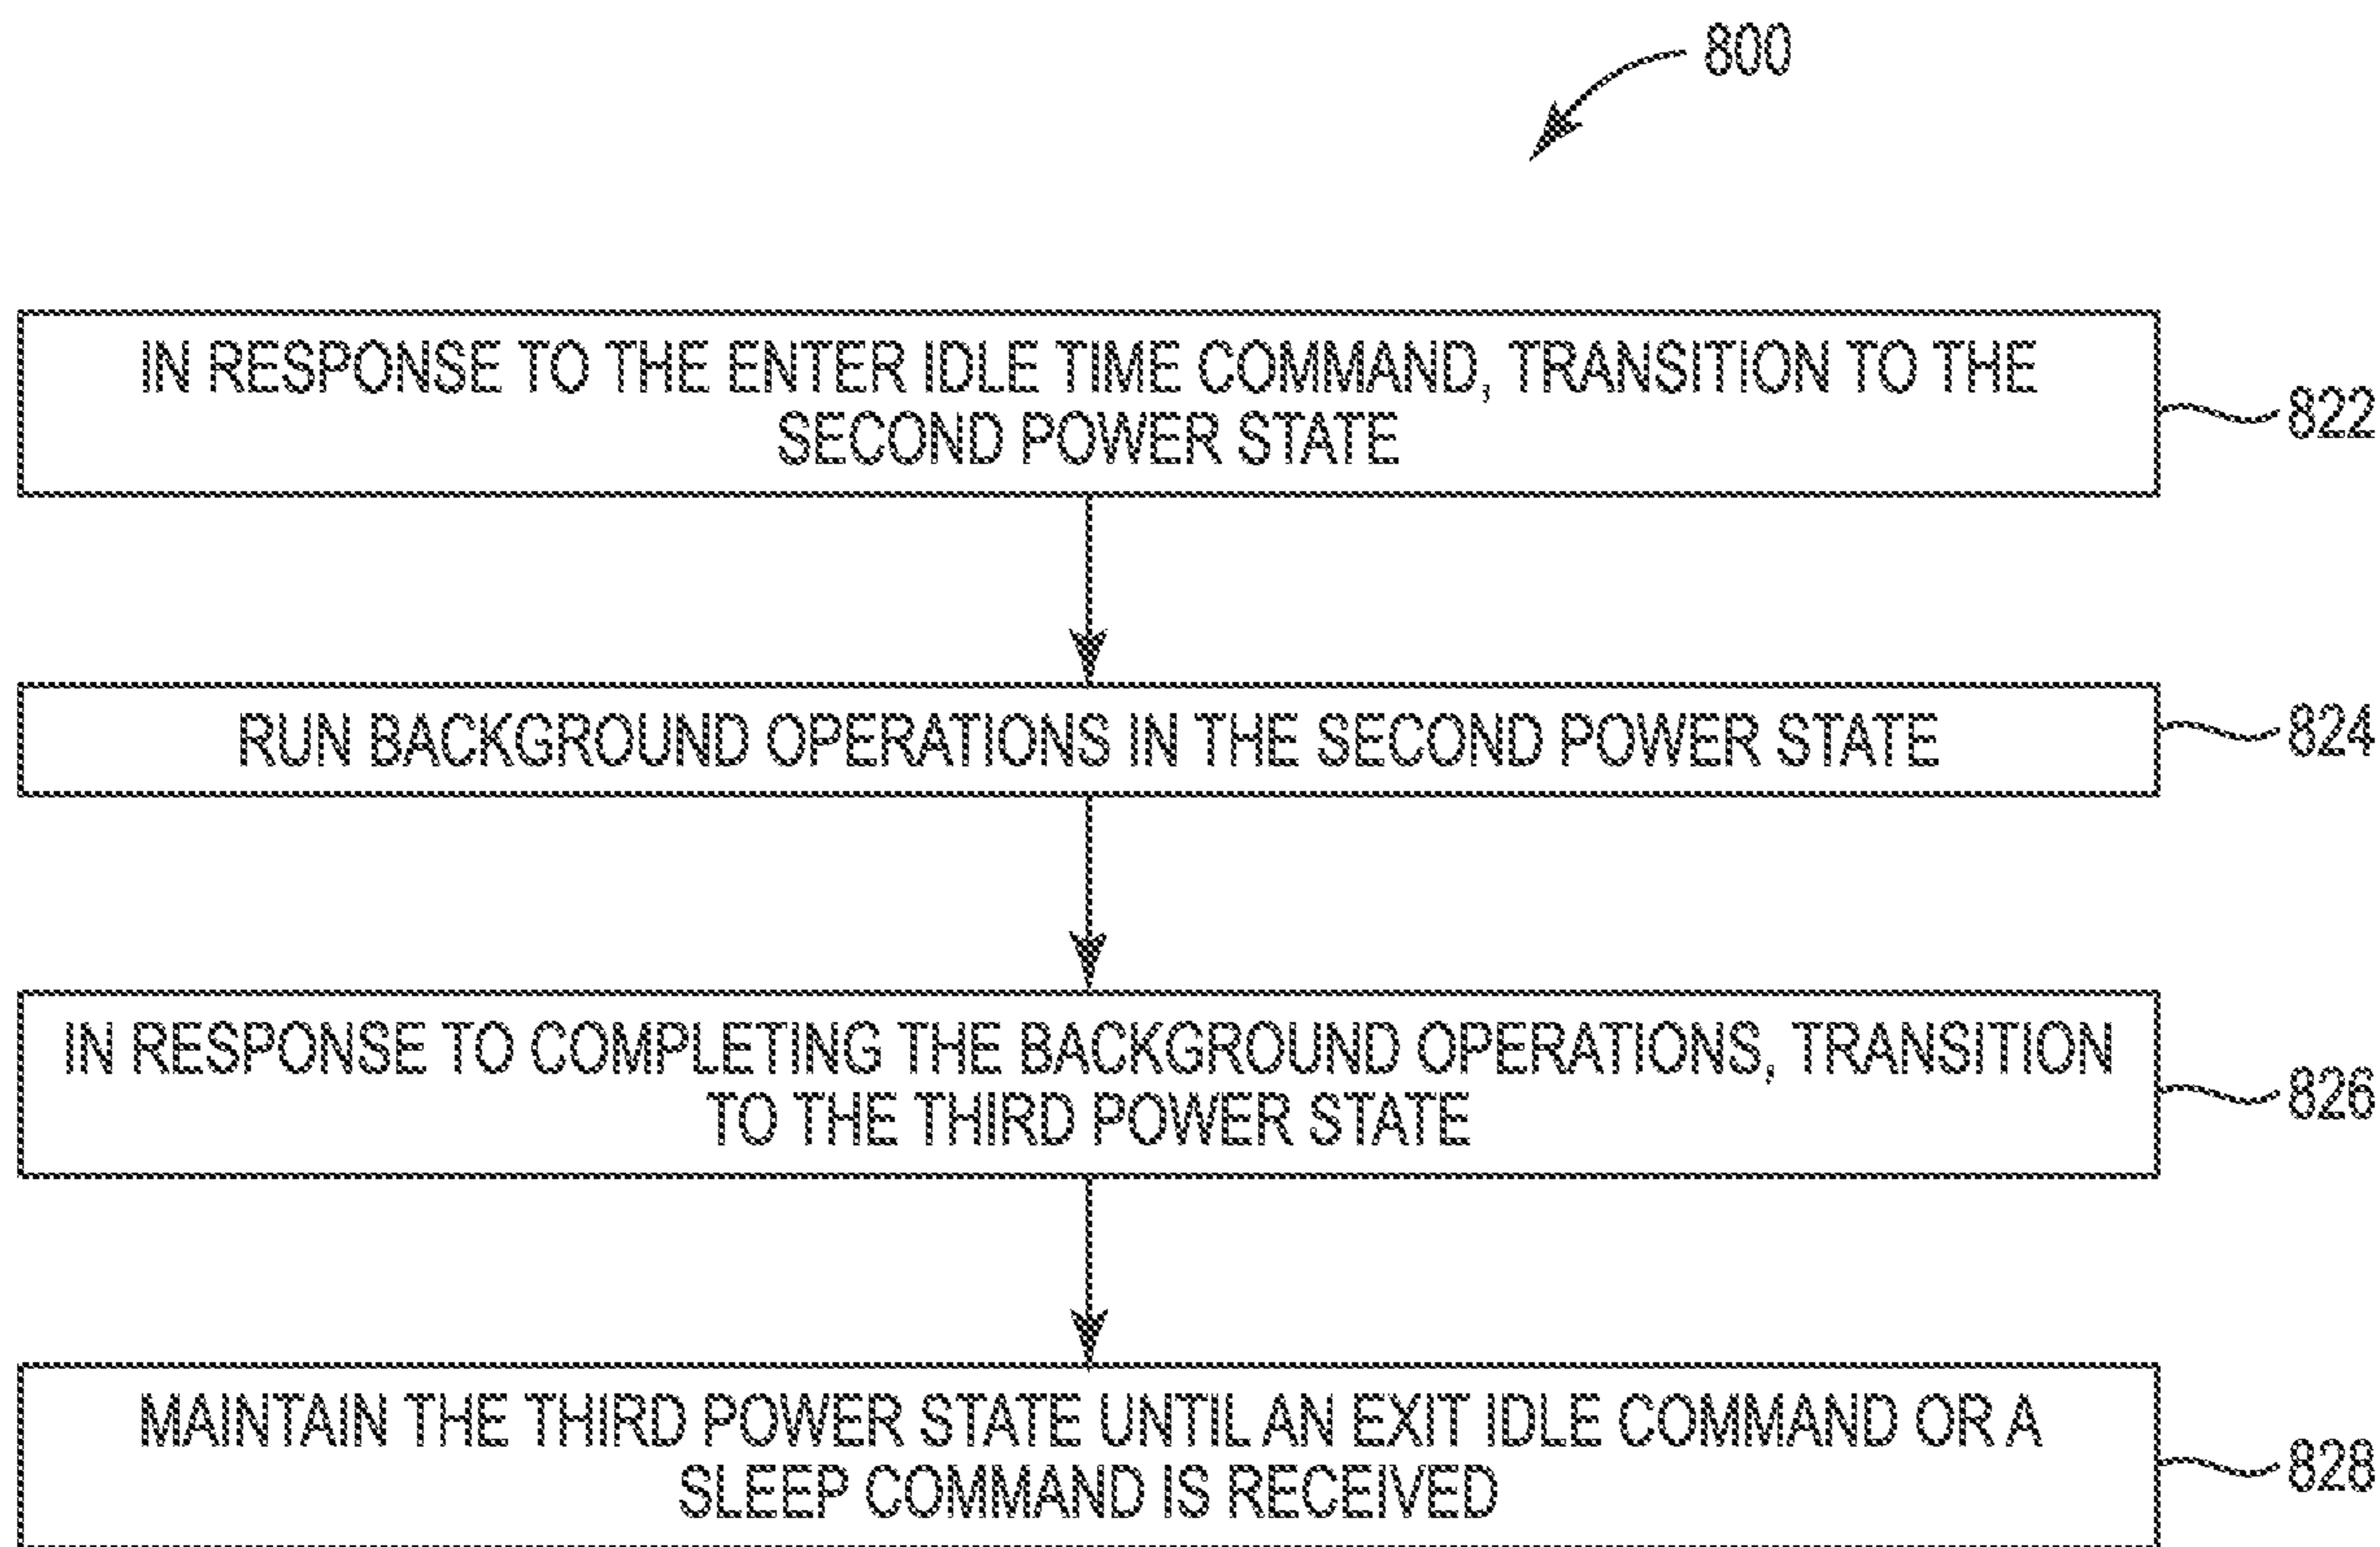 800
IN RESPONSE TO THE ENTER IDLE TIME COMMAND, TRANSITION TO THE
SECOND POWER STATE
822
RUN BACKGROUND OPERATIONS IN THE SECOND POWER STATE
824
IN RESPONSE TO COMPLETING THE BACKGROUND OPERATIONS, TRANSITION
TO THE THIRD POWER STATE
826
MAINTAIN THE THIRD POWER STATE UNTIL AN EXIT IDLE COMMAND OR A
SLEEP COMMAND IS RECEIVED
828